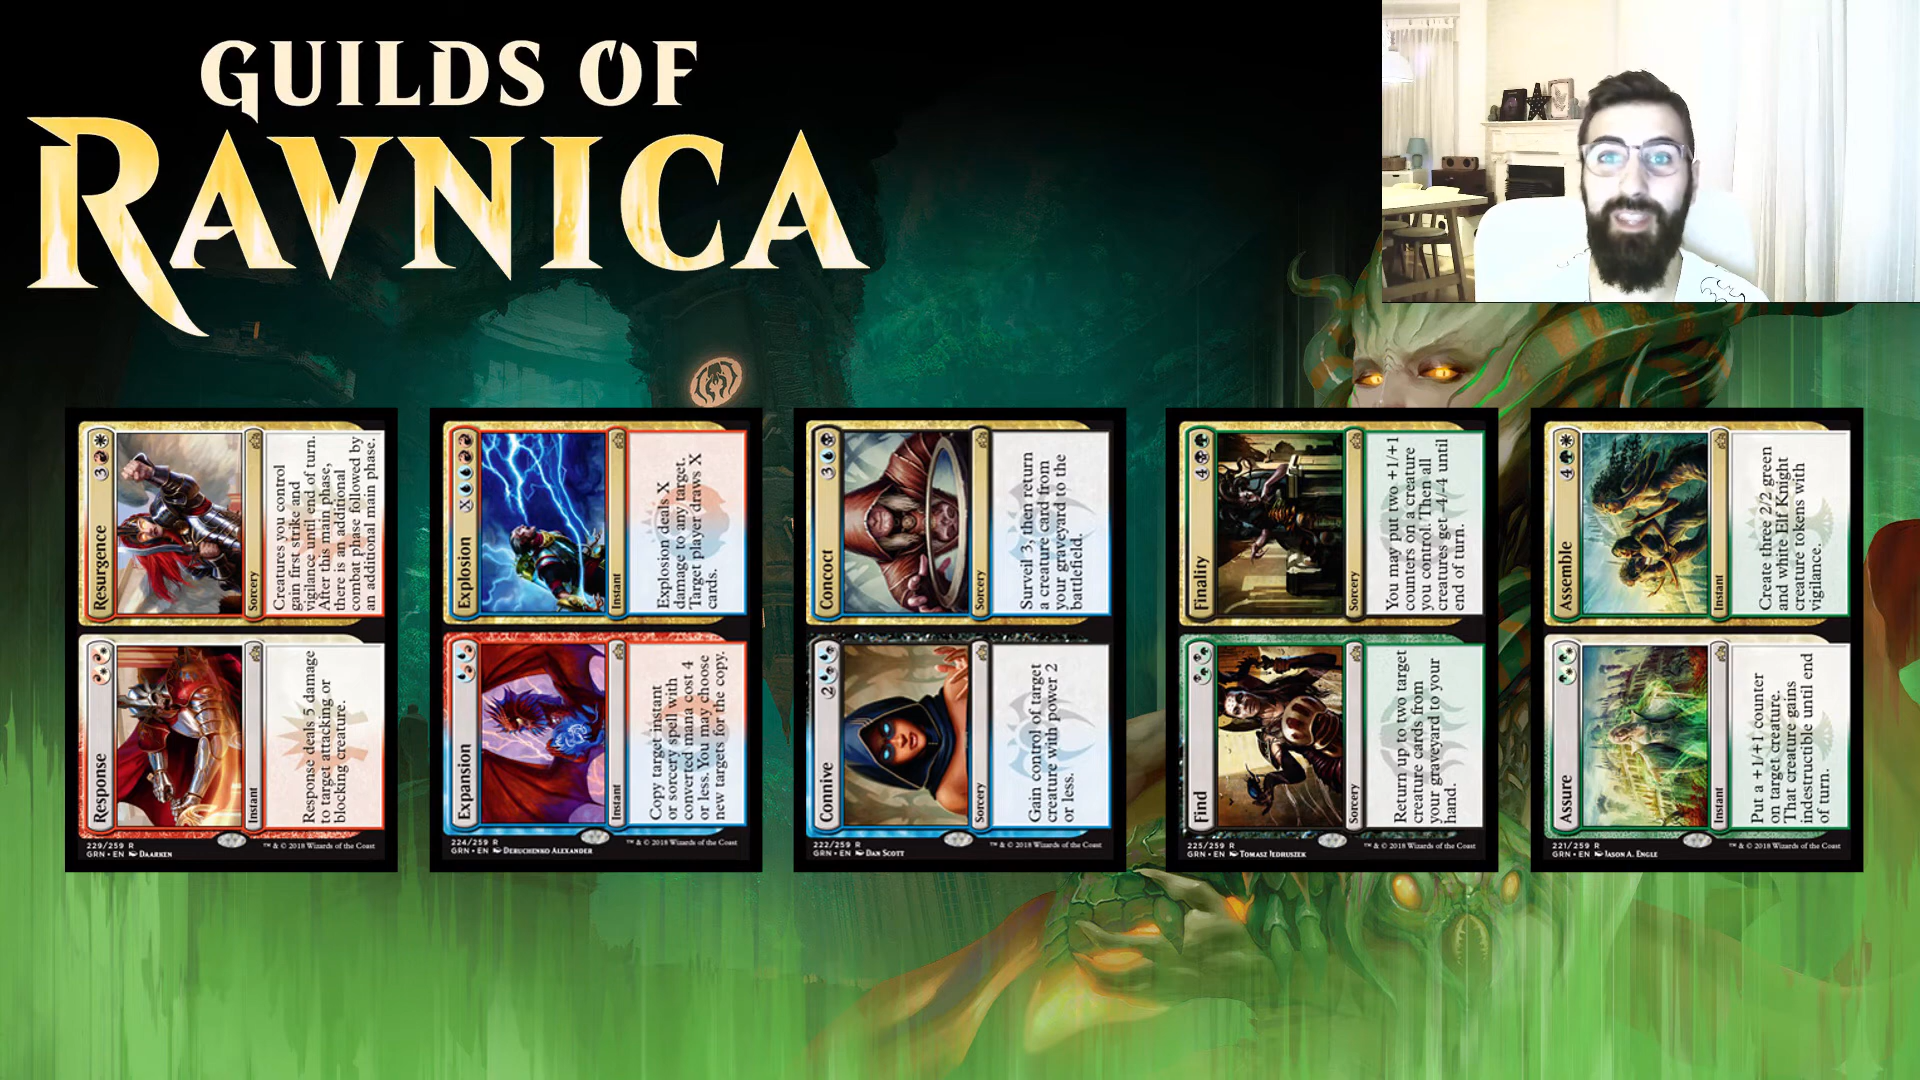 GUILDS OF
RAVNICA
Response
Instant
Response deals 5 damage
to target attacking or
blocking creature.
Resurgence
3
Sorcery
Creatures you control
gain first strike and
vigilance until end of turn.
After this main phase,
there is an additional
combat phase followed by
an additional main phase.
229/259 R
GRN • EN DAARKEN
™ & © 2018 Wizards of the Coast
Expansion
Instant
Copy target instant
or sorcery spell with
converted mana cost 4
or less. You may choose
new targets for the copy.
Explosion
X
Instant
Explosion deals X
damage to any target.
Target player draws X
cards.
224/259 R
GRN • EN DERUCHENKO ALEXANDER
™ & © 2018 Wizards of the Coast
Connive
2
Sorcery
Gain control of target
creature with power 2
or less.
Concoct
3
Sorcery
Surveil 3, then return
a creature card from
your graveyard to the
battlefield.
222/259 R
GRN • EN DAN SCOTT
™ & © 2018 Wizards of the Coast
Find
Sorcery
Return up to two target
creature cards from
your graveyard to your
hand.
Finality
4
Sorcery
You may put two +1/+1
counters on a creature
you control. Then all
creatures get -4/-4 until
end of turn.
225/259 R
GRN • EN TOMASZ JEDRUSZEK
™ & © 2018 Wizards of the Coast
Assure
Instant
Put a +1/+1 counter
on target creature.
That creature gains
indestructible until end
of turn.
Assemble
4
Instant
Create three 2/2 green
and white Elf Knight
creature tokens with
vigilance.
221/259 R
GRN • EN JASON A. ENGLE
™ & © 2018 Wizards of the Coast